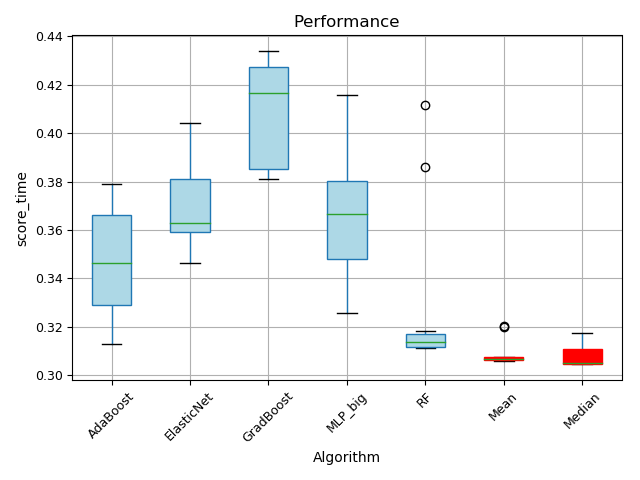 Performance
0.44
0.42
0.40
0.38
0.36
0.34
0.32
0.30
score_time
AdaBoost
ElasticNet
GradBoost
MLP_big
RF
Mean
Median
Algorithm